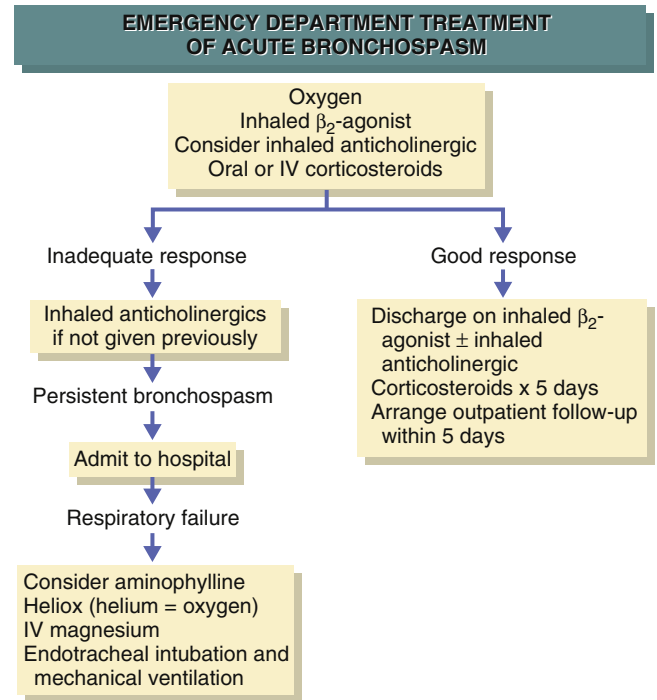 EMERGENCY DEPARTMENT TREATMENT
OF ACUTE BRONCHOSPASM
Oxygen
Inhaled β₂-agonist
Consider inhaled anticholinergic
Oral or IV corticosteroids
Inadequate response
Inhaled anticholinergics
if not given previously
Persistent bronchospasm
Admit to hospital
Respiratory failure
Consider aminophylline
Heliox (helium = oxygen)
IV magnesium
Endotracheal intubation and
mechanical ventilation
Good response
Discharge on inhaled β₂-
agonist ± inhaled
anticholinergic
Corticosteroids x 5 days
Arrange outpatient follow-up
within 5 days